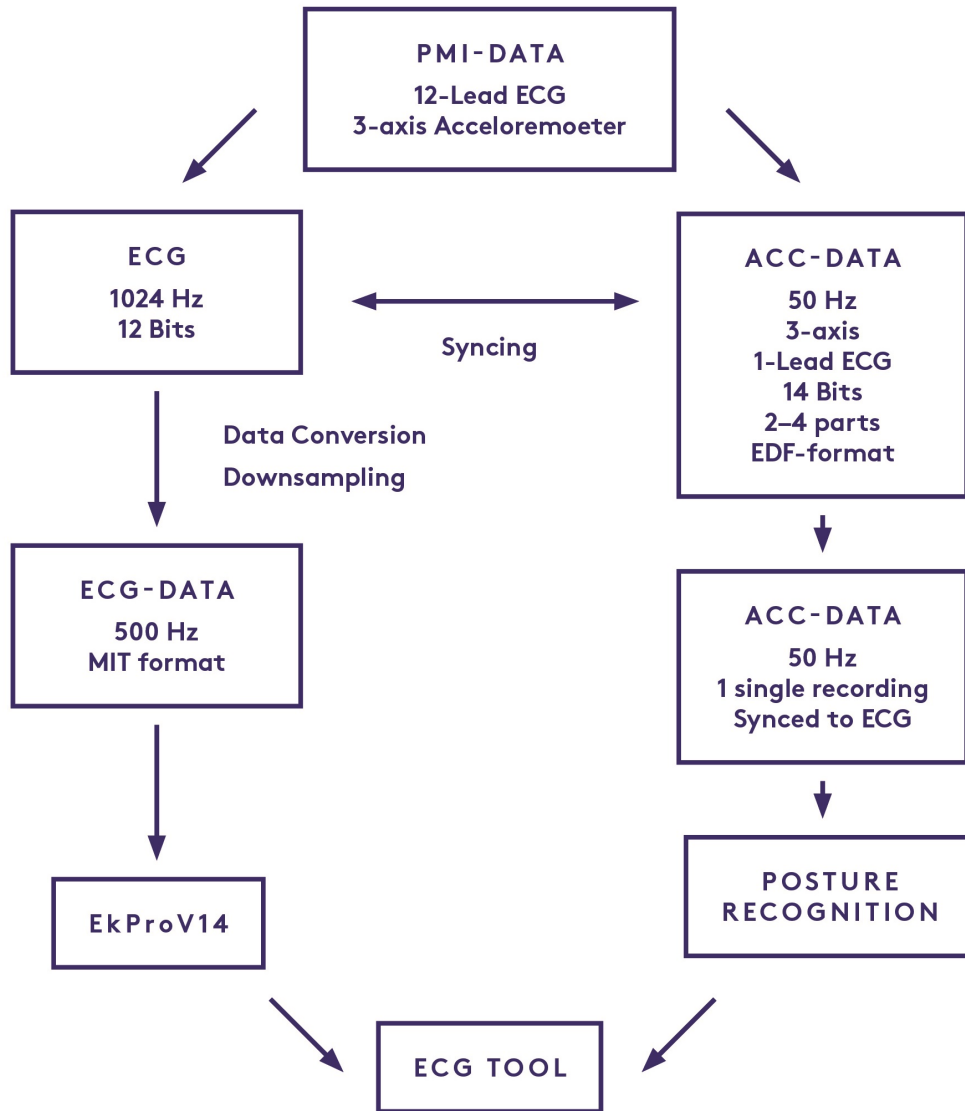 PMI-DATA
12-Lead ECG
3-axis Acceloremoeter
ECG
1024 Hz
12 Bits
Syncing
ACC-DATA
50 Hz
3-axis
1-Lead ECG
14 Bits
2–4 parts
EDF-format
Data Conversion
Downsampling
ECG-DATA
500 Hz
MIT format
ACC-DATA
50 Hz
1 single recording
Synced to ECG
EkProV14
POSTURE
RECOGNITION
ECG TOOL